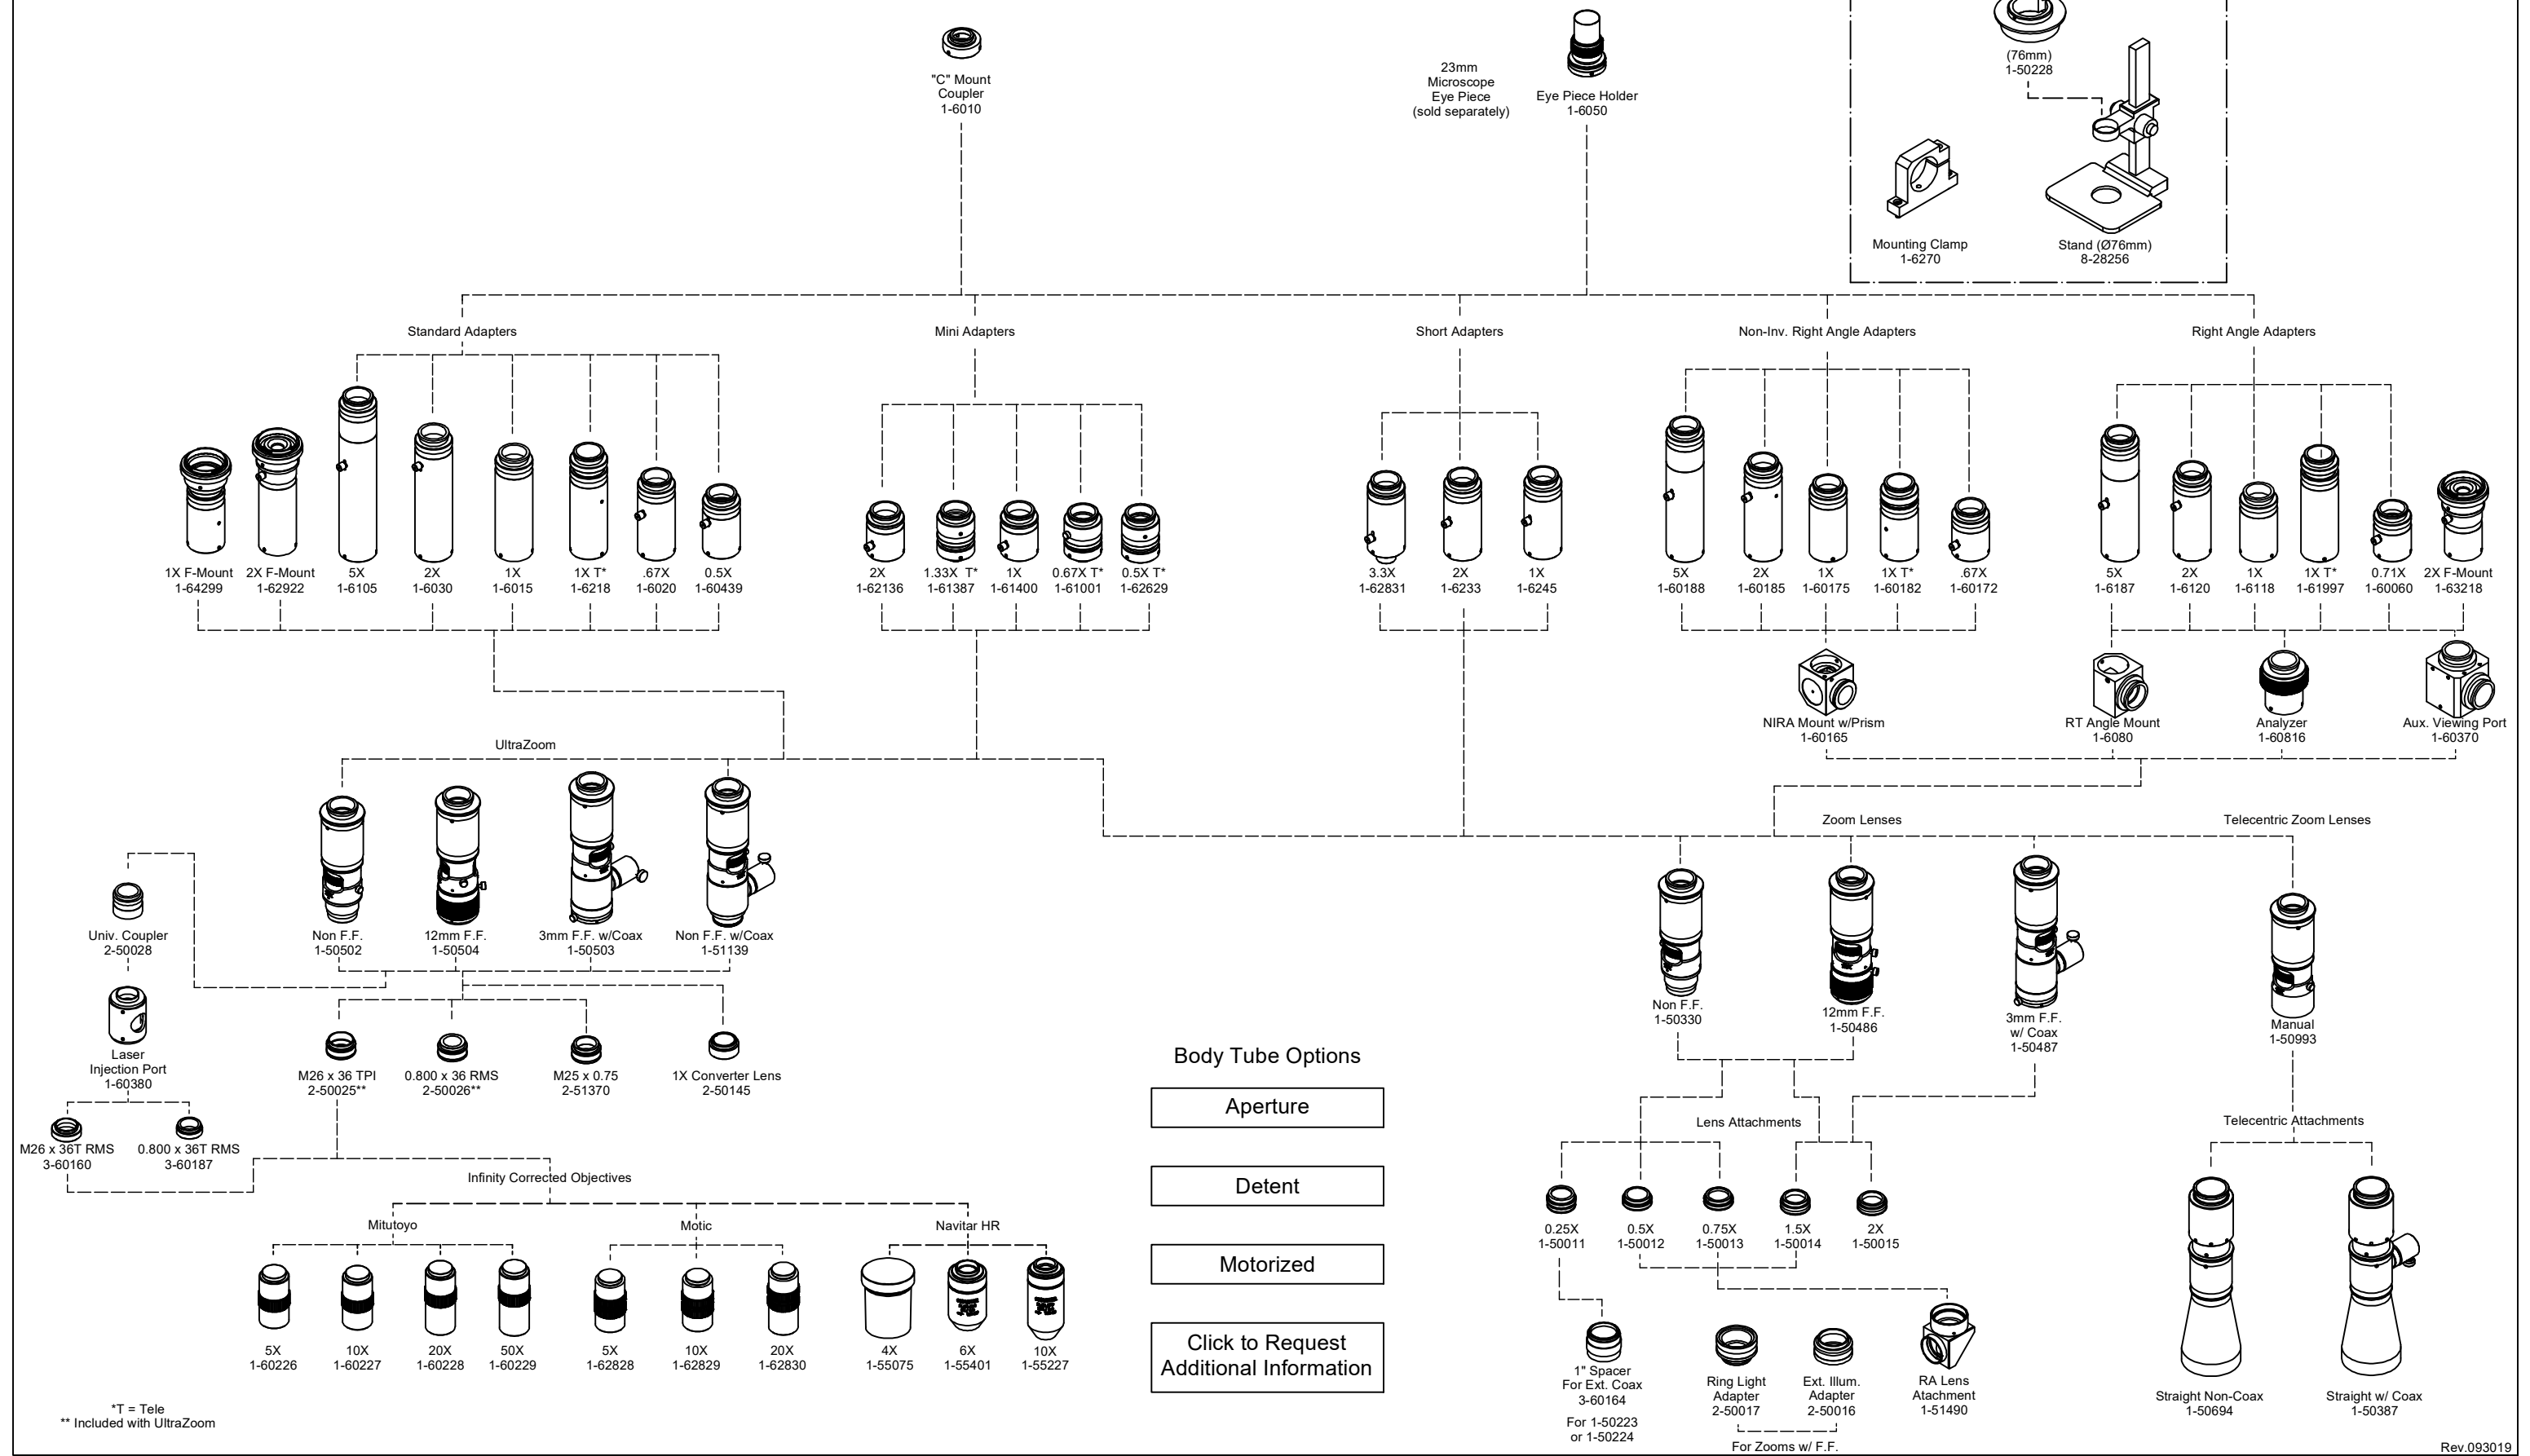 "C" Mount
Coupler
1-6010
23mm
Microscope
Eye Piece
(sold separately)
Eye Piece Holder
1-6050
(76mm)
1-50228
Mounting Clamp
1-6270
Stand (Ø76mm)
8-28256
Standard Adapters
Mini Adapters
Short Adapters
Non-Inv. Right Angle Adapters
Right Angle Adapters
1X F-Mount
1-64299
2X F-Mount
1-62922
5X
1-6105
2X
1-6030
1X
1-6015
1X T*
1-6218
.67X
1-6020
0.5X
1-60439
2X
1-62136
1.33X T*
1-61387
1X
1-61400
0.67X T*
1-61001
0.5X T*
1-62629
3.3X
1-62831
2X
1-6233
1X
1-6245
5X
1-60188
2X
1-60185
1X
1-60175
1X T*
1-60182
.67X
1-60172
5X
1-6187
2X
1-6120
1X
1-6118
1X T*
1-61997
0.71X
1-60060
2X F-Mount
1-63218
NIRA Mount w/Prism
1-60165
RT Angle Mount
1-6080
Analyzer
1-60816
Aux. Viewing Port
1-60370
UltraZoom
Zoom Lenses
Telecentric Zoom Lenses
Univ. Coupler
2-50028
Non F.F.
1-50502
12mm F.F.
1-50504
3mm F.F. w/Coax
1-50503
Non F.F. w/Coax
1-51139
Non F.F.
1-50330
12mm F.F.
1-50486
3mm F.F.
w/ Coax
1-50487
Manual
1-50993
Laser
Injection Port
1-60380
M26 x 36 TPI
2-50025**
0.800 x 36 RMS
2-50026**
M25 x 0.75
2-51370
1X Converter Lens
2-50145
M26 x 36T RMS
3-60160
0.800 x 36T RMS
3-60187
Body Tube Options
Aperture
Detent
Motorized
Click to Request
Additional Information
Lens Attachments
Telecentric Attachments
Infinity Corrected Objectives
Mitutoyo
Motic
Navitar HR
0.25X
1-50011
0.5X
1-50012
0.75X
1-50013
1.5X
1-50014
2X
1-50015
5X
1-60226
10X
1-60227
20X
1-60228
50X
1-60229
5X
1-62828
10X
1-62829
20X
1-62830
4X
1-55075
6X
1-55401
10X
1-55227
1" Spacer
For Ext. Coax
3-60164
For 1-50223
or 1-50224
Ring Light
Adapter
2-50017
Ext. Illum.
Adapter
2-50016
For Zooms w/ F.F.
RA Lens
Atachment
1-51490
Straight Non-Coax
1-50694
Straight w/ Coax
1-50387
*T = Tele
** Included with UltraZoom
Rev.093019